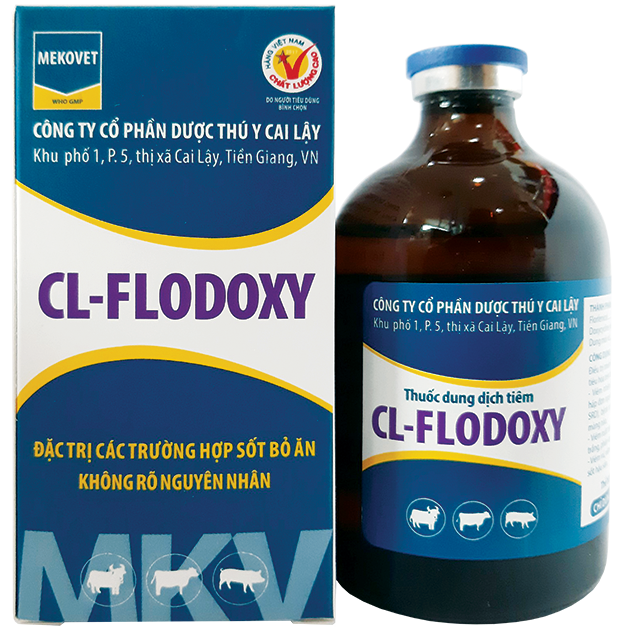 MEKOVET
WHO GMP
HÀNG VIỆT NAM
CHẤT LƯỢNG CAO
DO NGƯỜI TIÊU DÙNG
BÌNH CHỌN
CÔNG TY CỔ PHẦN DƯỢC THÚ Y CAI LẬY
Khu phố 1, P. 5, thị xã Cai Lậy, Tiền Giang, VN
CL-FLODOXY
ĐẶC TRỊ CÁC TRƯỜNG HỢP SỐT BỎ ĂN
KHÔNG RÕ NGUYÊN NHÂN
MKV
CÔNG TY CỔ PHẦN DƯỢC THÚ Y CAI LẬY
Khu phố 1, P. 5, thị xã Cai Lậy, Tiền Giang, VN
Thuốc dung dịch tiêm
CL-FLODOXY